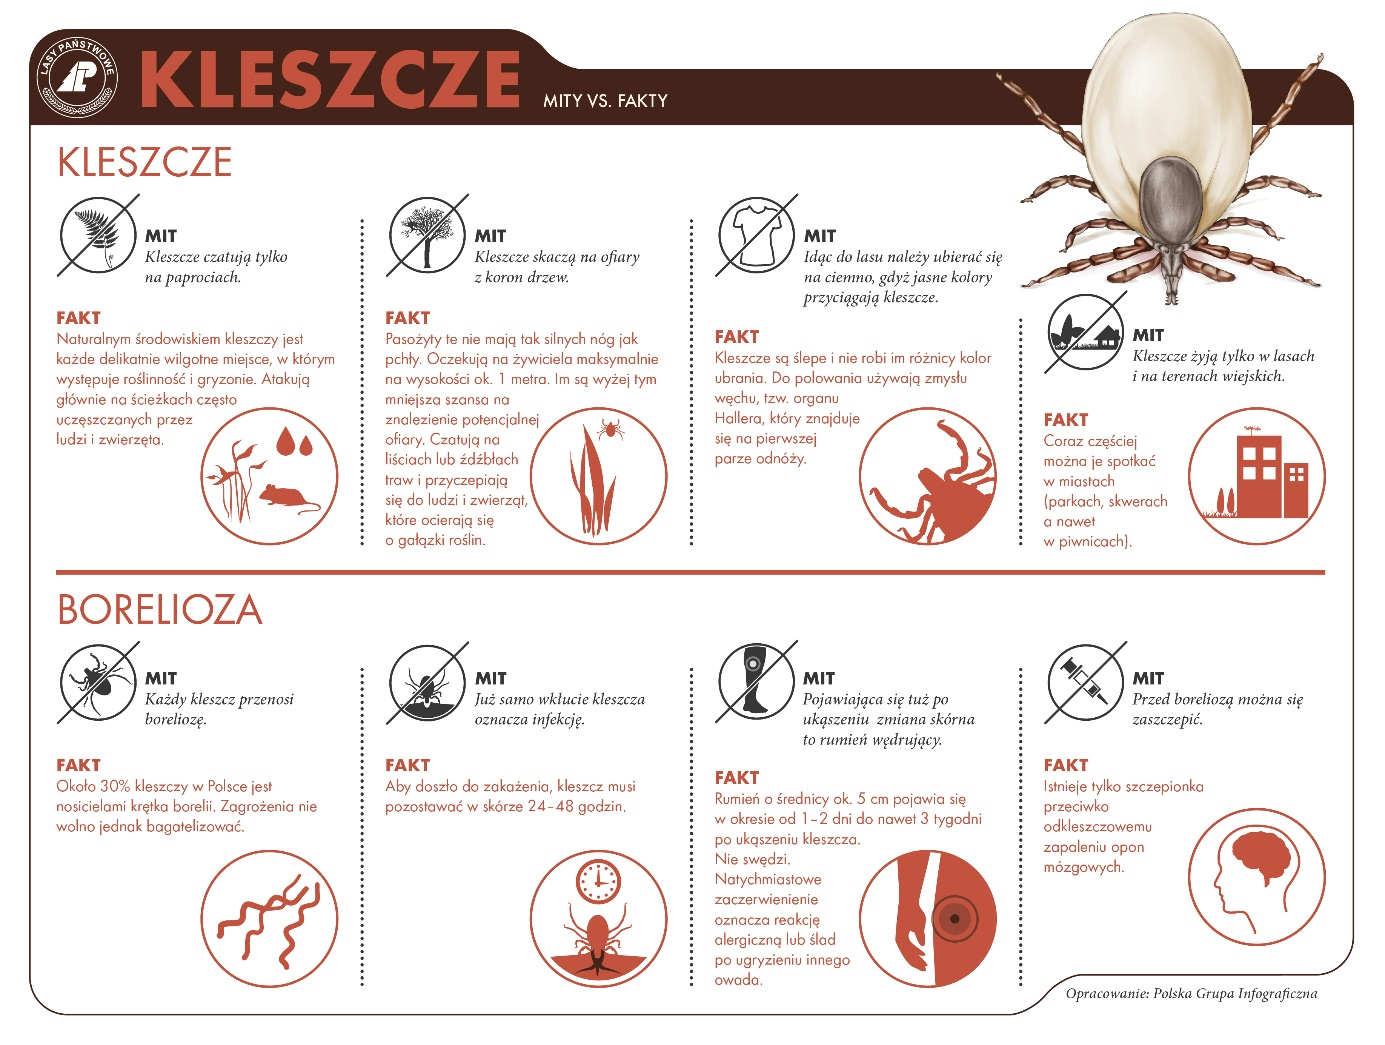 LASY PAŃSTWOWE
KLESZCZE
MITY VS. FAKTY
KLESZCZE
MIT
Kleszcze czatują tylko
na paprociach.
FAKT
Naturalnym środowiskiem kleszczy jest
każde delikatnie wilgotne miejsce, w którym
występuje roślinność i gryzonie. Atakują
głównie na ścieżkach często
uczęszczanych przez
ludzi i zwierzęta.
MIT
Kleszcze skaczą na ofiary
z koron drzew.
FAKT
Pasożyty te nie mają tak silnych nóg jak
pchły. Oczekują na żywiciela maksymalnie
na wysokości ok. 1 metra. Im są wyżej tym
mniejsza szansa na
znalezienie potencjalnej
ofiary. Czatują na
liściach lub źdźbłach
traw i przyczepiają
się do ludzi i zwierząt,
które ocierają się
o gałązki roślin.
MIT
Idąc do lasu należy ubierać się
na ciemno, gdyż jasne kolory
przyciągają kleszcze.
FAKT
Kleszcze są ślepe i nie robi im różnicy kolor
ubrania. Do polowania używają zmysłu
węchu, tzw. organu
Hallera, który znajduje
się na pierwszej
parze odnóży.
MIT
Kleszcze żyją tylko w lasach
i na terenach wiejskich.
FAKT
Coraz częściej
można je spotkać
w miastach
(parkach, skwerach
a nawet
w piwnicach).
BORELIOZA
MIT
Każdy kleszcz przenosi
boreliozę.
FAKT
Około 30% kleszczy w Polsce jest
nosicielami krętka borelii. Zagrożenia nie
wolno jednak bagatelizować.
MIT
Już samo wkłucie kleszcza
oznacza infekcję.
FAKT
Aby doszło do zakażenia, kleszcz musi
pozostawać w skórze 24–48 godzin.
MIT
Pojawiająca się tuż po
ukąszeniu zmiana skórna
to rumień wędrujący.
FAKT
Rumień o średnicy ok. 5 cm pojawia się
w okresie od 1–2 dni do nawet 3 tygodni
po ukąszeniu kleszcza.
Nie swędzi.
Natychmiastowe
zaczerwienienie
oznacza reakcję
alergiczną lub ślad
po ugryzieniu innego
owada.
MIT
Przed boreliozą można się
zaszczepić.
FAKT
Istnieje tylko szczepionka
przeciwko
odkleszczowemu
zapaleniu opon
mózgowych.
Opracowanie: Polska Grupa Infograficzna